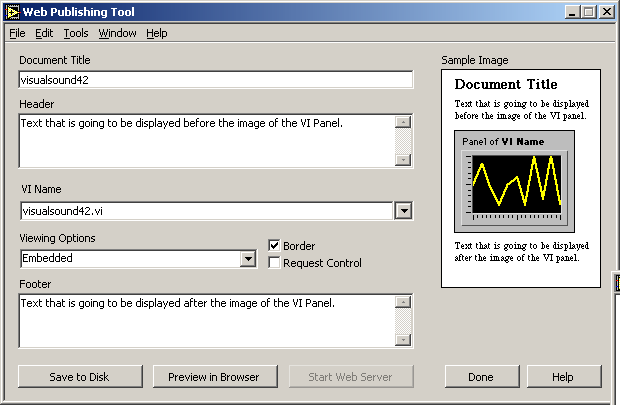 Web Publishing Tool
File Edit Tools Window Help
Document Title
visualsound42
Header
Text that is going to be displayed before the image of the VI Panel.
VI Name
visualsound42.vi
Viewing Options
Embedded
Border
Request Control
Footer
Text that is going to be displayed after the image of the VI Panel.
Sample Image
Document Title
Text that is going to be displayed
before the image of the VI panel.
Panel of VI Name
Text that is going to be displayed
after the image of the VI panel.
Save to Disk Preview in Browser Start Web Server Done Help